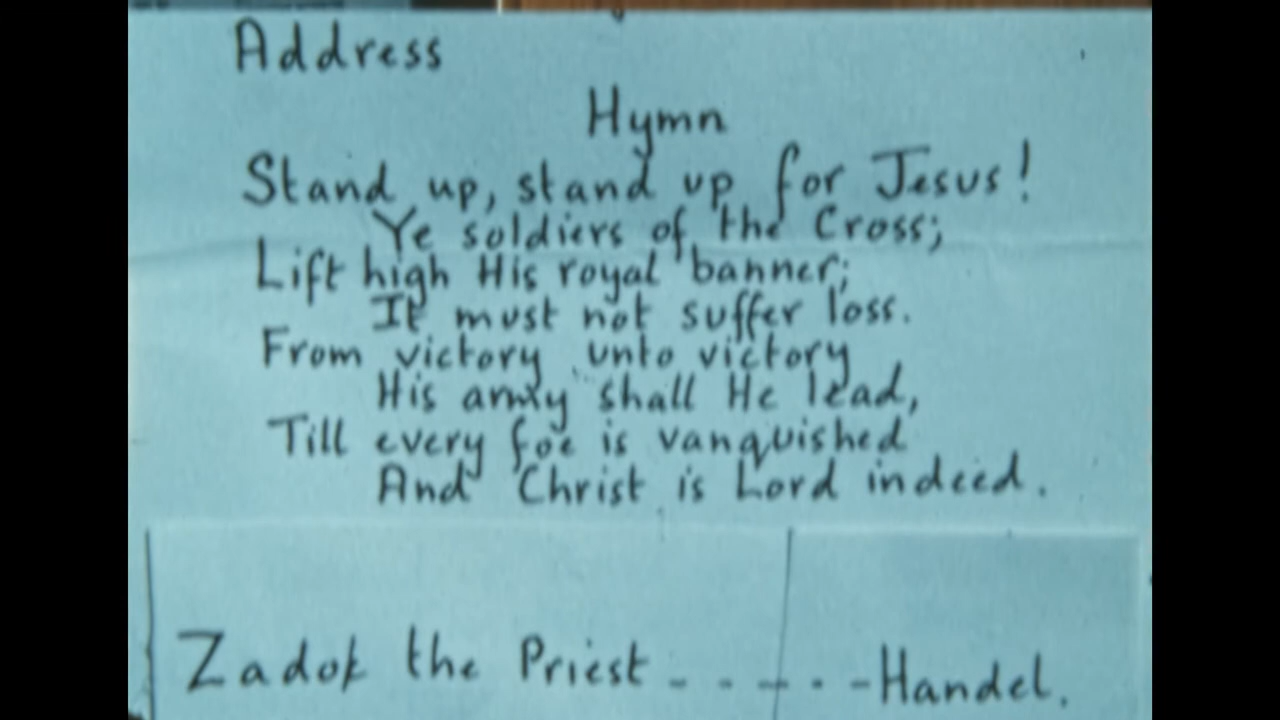 Address
Hymn
Stand up, stand up for Jesus!
Ye soldiers of the Cross;
Lift high His royal banner;
It must not suffer loss.
From victory unto victory
His army shall He lead,
Till every foe is vanquished
And Christ is Lord indeed.
Zadok the Priest - - - - - Handel.